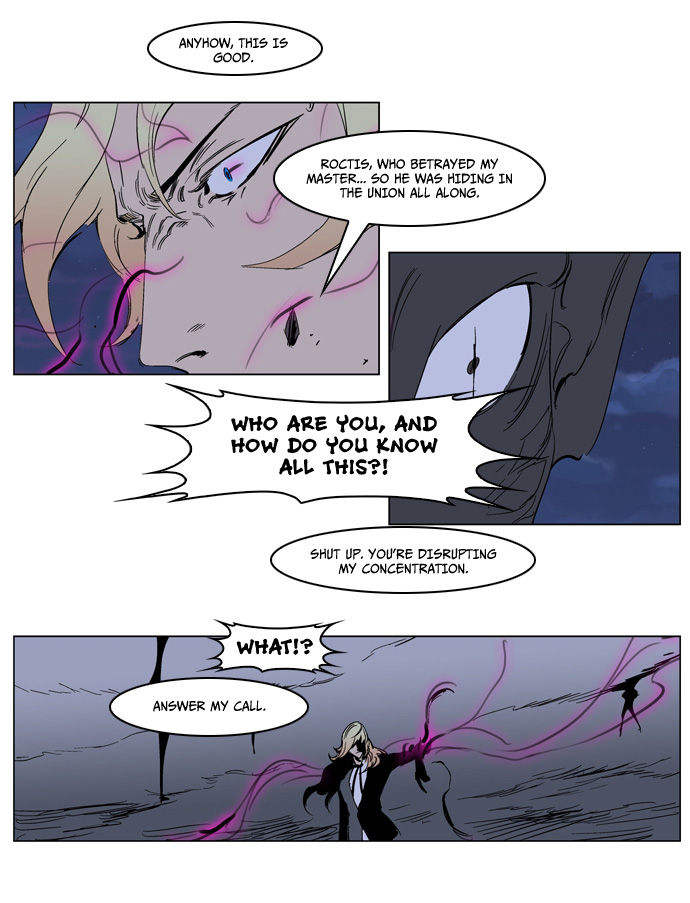 ANYHOW, THIS IS
GOOD.
ROCTIS, WHO BETRAYED MY
MASTER... SO HE WAS HIDING IN
THE UNION ALL ALONG.
WHO ARE YOU, AND
HOW DO YOU KNOW
ALL THIS?!
SHUT UP. YOU'RE DISRUPTING
MY CONCENTRATION.
WHAT!?
ANSWER MY CALL.